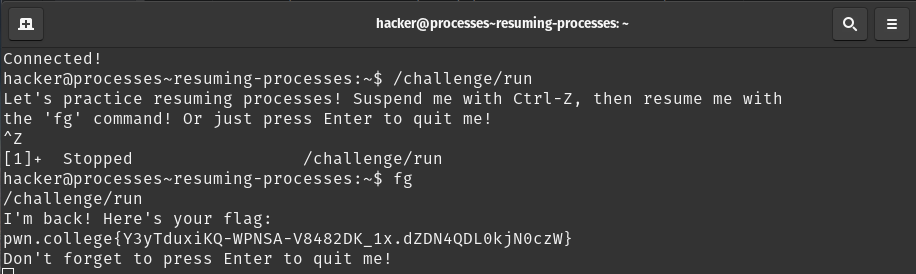 hacker@processes~resuming-processes: ~
Connected!
hacker@processes~resuming-processes:~$ /challenge/run
Let's practice resuming processes! Suspend me with Ctrl-Z, then resume me with
the 'fg' command! Or just press Enter to quit me!
^Z
[1]+  Stopped                 /challenge/run
hacker@processes~resuming-processes:~$ fg
/challenge/run
I'm back! Here's your flag:
pwn.college{Y3yTduxiKQ-WPNSA-V8482DK_1x.dZDN4QDL0kjN0czW}
Don't forget to press Enter to quit me!